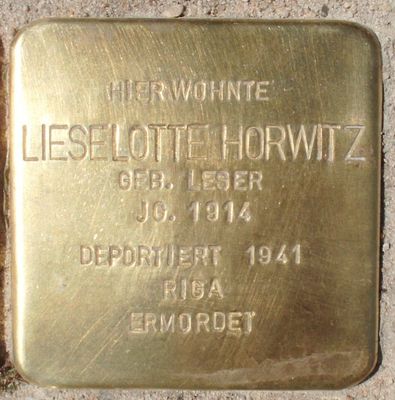 HIER WOHNTE
LIESELOTTE HORWITZ
GEB. LESER
JG. 1914
DEPORTIERT 1941
RIGA
ERMORDET